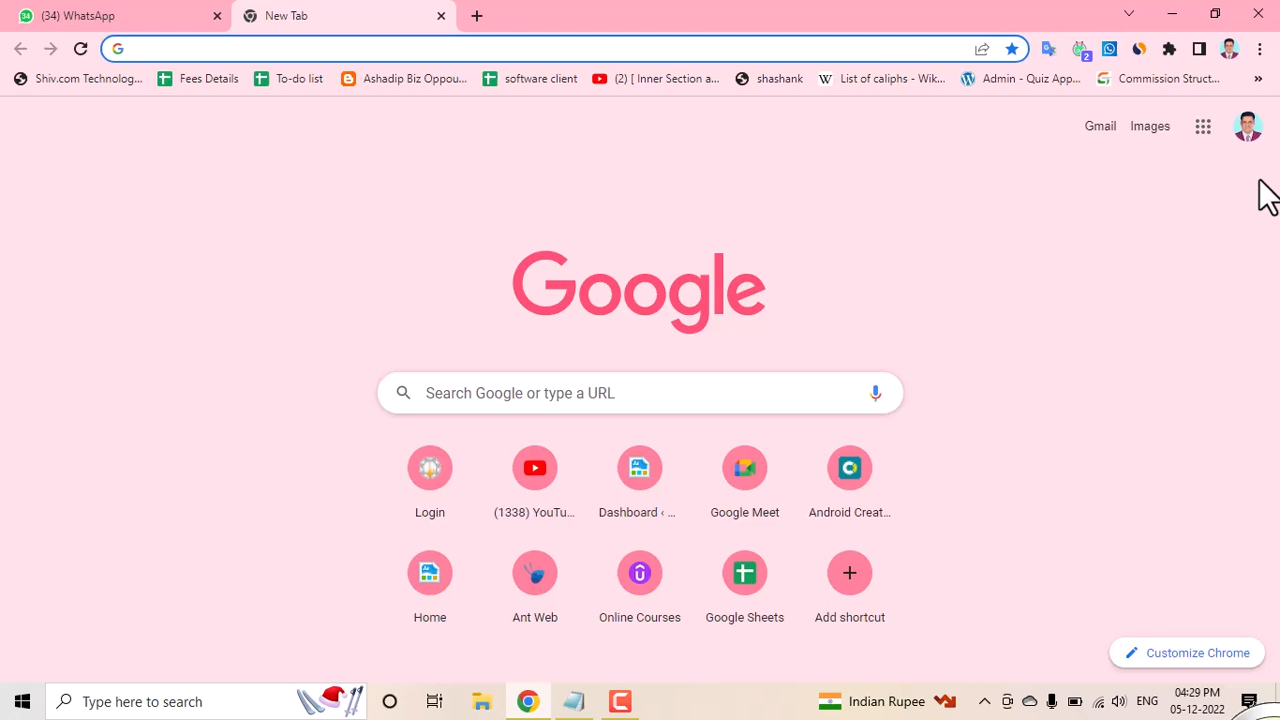 (34) WhatsApp
New Tab
Shiv.com Technolog...
Fees Details
To-do list
Ashadip Biz Oppou...
software client
(2) [ Inner Section a...
shashank
List of caliphs - Wik...
Admin - Quiz App...
Commission Struct...
»
2
Gmail
Images
Google
Search Google or type a URL
Login
(1338) YouTu...
Dashboard ‹ ...
Google Meet
Android Creat...
Home
Ant Web
Online Courses
Google Sheets
Add shortcut
Customize Chrome
Type here to search
Indian Rupee
ENG
04:29 PM
05-12-2022